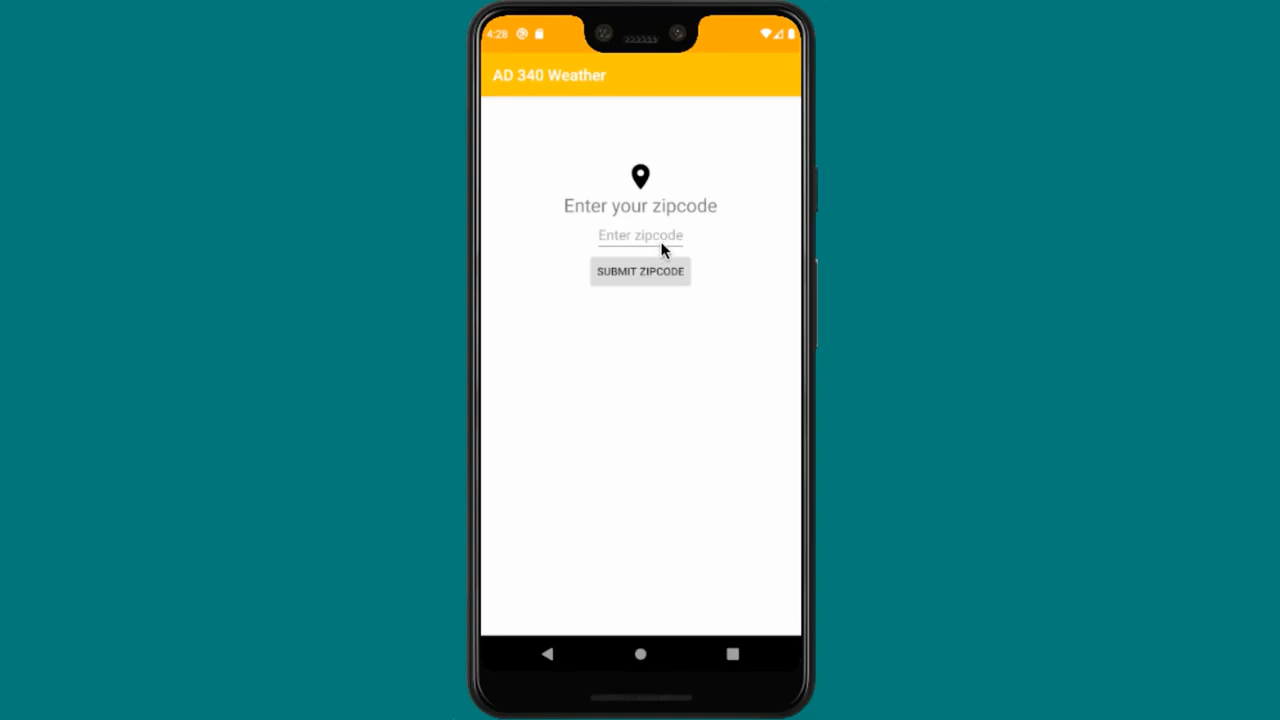 4:28
AD 340 Weather
Enter your zipcode
Enter zipcode
SUBMIT ZIPCODE